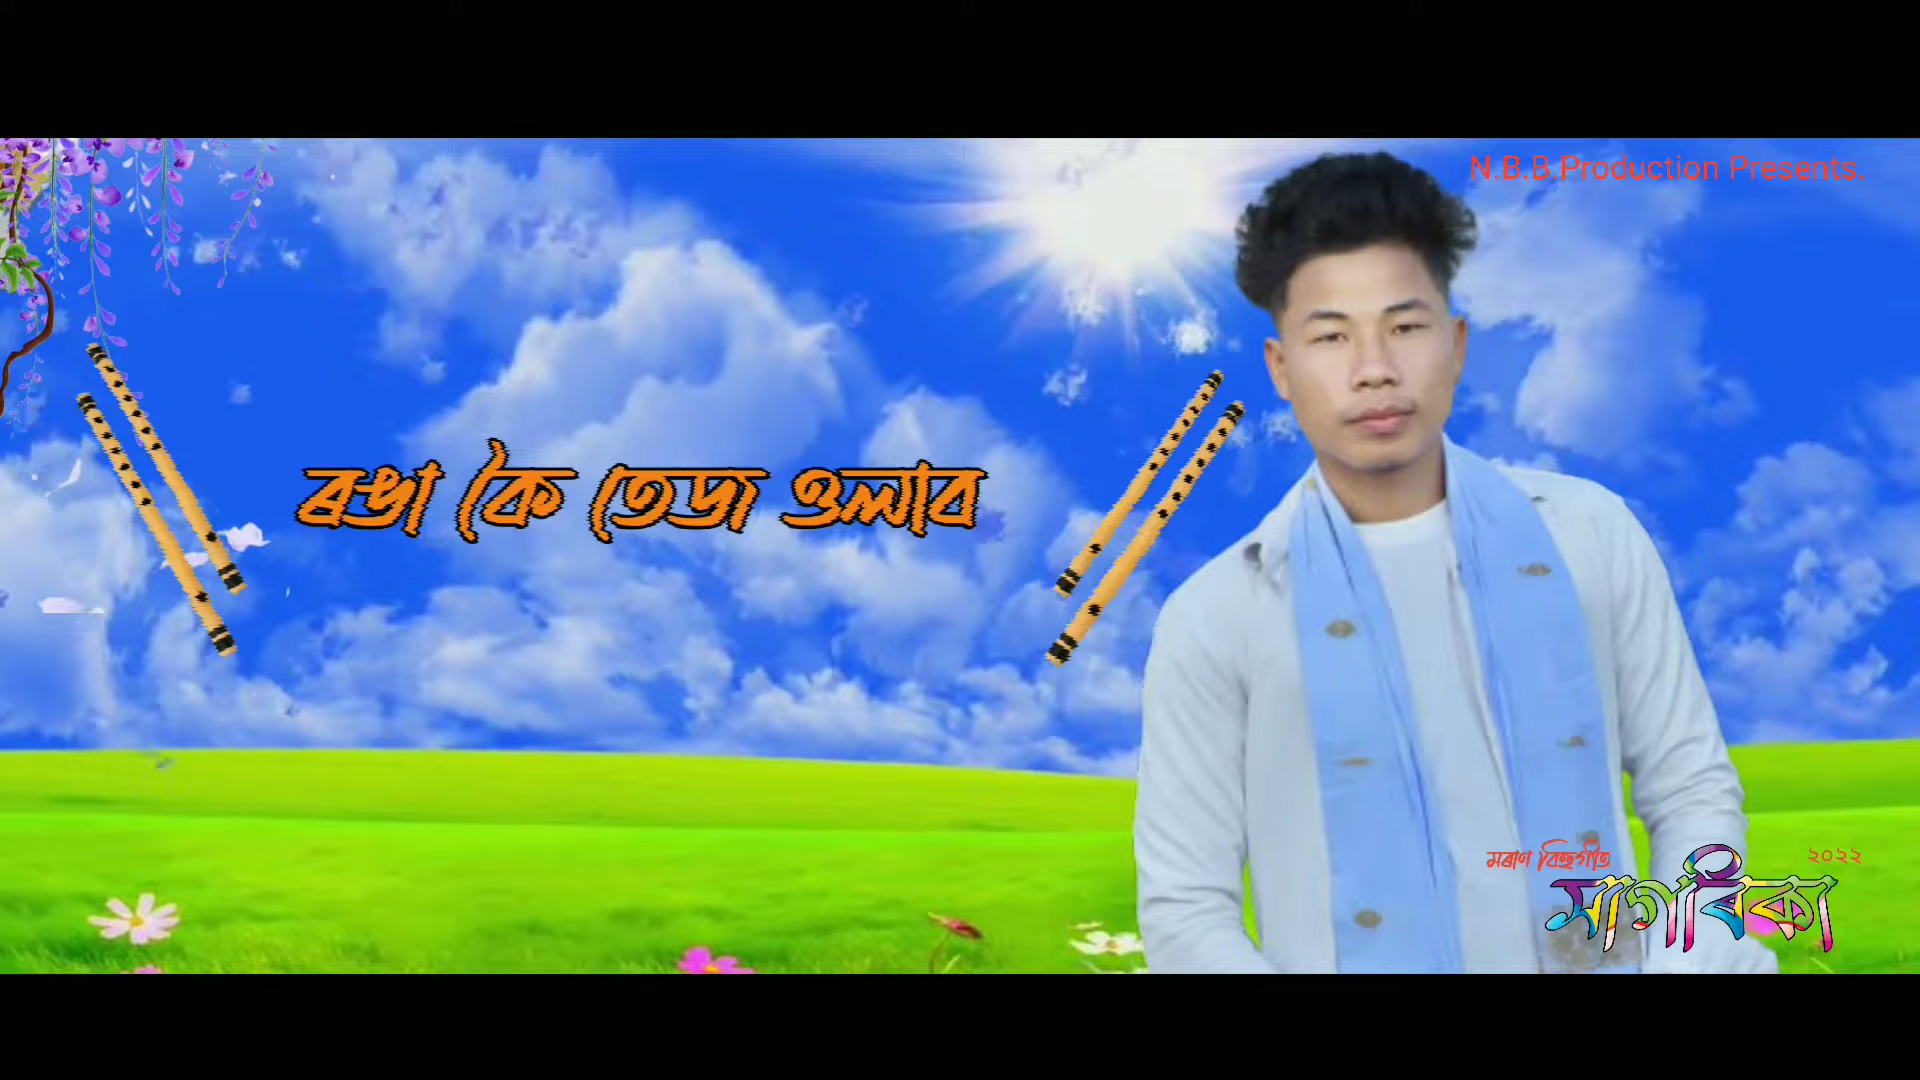 N.B.B.Production Presents.
ৰঙা কৈ তেজ ওলাব
মৰাণ বিহুগীত ২০২২
সাগৰিকা